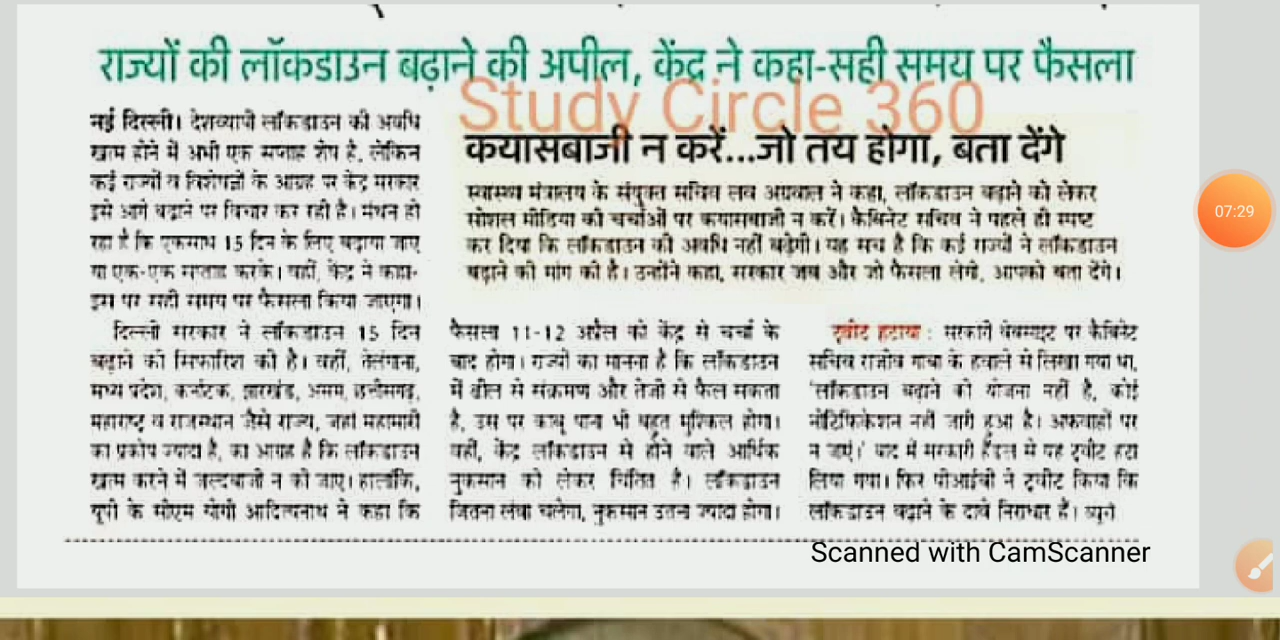 राज्यों की लॉकडाउन बढ़ाने की अपील, केंद्र ने कहा-सही समय पर फैसला
Study Circle 360
नई दिल्ली। देशव्यापी लॉकडाउन की अवधि
खत्म होने में अभी एक सप्ताह शेष है, लेकिन
कई राज्यों व विशेषज्ञों के आग्रह पर केंद्र सरकार
इसे आगे बढ़ाने पर विचार कर रही है। मंथन हो
रहा है कि एकसाथ 15 दिन के लिए बढ़ाया जाए
या एक-एक सप्ताह करके। वहीं, केंद्र ने कहा-
इस पर सही समय पर फैसला किया जाएगा।
दिल्ली सरकार ने लॉकडाउन 15 दिन
बढ़ाने की सिफारिश की है। वहीं, तेलंगाना,
मध्य प्रदेश, कर्नाटक, झारखंड, असम, छत्तीसगढ़,
महाराष्ट्र व राजस्थान जैसे राज्य, जहां महामारी
का प्रकोप ज्यादा है, का आग्रह है कि लॉकडाउन
खत्म करने में जल्दबाजी न की जाए। हालांकि,
यूपी के सीएम योगी आदित्यनाथ ने कहा कि
कयासबाजी न करें...जो तय होगा, बता देंगे
स्वास्थ्य मंत्रालय के संयुक्त सचिव लव अग्रवाल ने कहा, लॉकडाउन बढ़ाने को लेकर
सोशल मीडिया की चर्चाओं पर कयासबाजी न करें। कैबिनेट सचिव ने पहले ही स्पष्ट
कर दिया कि लॉकडाउन की अवधि नहीं बढ़ेगी। यह सच है कि कई राज्यों ने लॉकडाउन
बढ़ाने की मांग की है। उन्होंने कहा, सरकार जब और जो फैसला लेगी, आपको बता देंगे।
फैसला 11-12 अप्रैल को केंद्र से चर्चा के
बाद होगा। राज्यों का मानना है कि लॉकडाउन
में ढील से संक्रमण और तेजी से फैल सकता
है, उस पर काबू पाना भी बहुत मुश्किल होगा।
वहीं, केंद्र लॉकडाउन से होने वाले आर्थिक
नुकसान को लेकर चिंतित है। लॉकडाउन
जितना लंबा चलेगा, नुकसान उतना ज्यादा होगा।
ट्वीट हटाया : सरकारी वेबसाइट पर कैबिनेट
सचिव राजीव गाबा के हवाले से लिखा गया था,
'लॉकडाउन बढ़ाने की योजना नहीं है, कोई
नोटिफिकेशन नहीं जारी हुआ है। अफवाहों पर
न जाएं।' बाद में सरकारी हैंडल से यह ट्वीट हटा
लिया गया। फिर पीआईबी ने ट्वीट किया कि
लॉकडाउन बढ़ाने के दावे निराधार हैं। ब्यूरो
Scanned with CamScanner
07:29